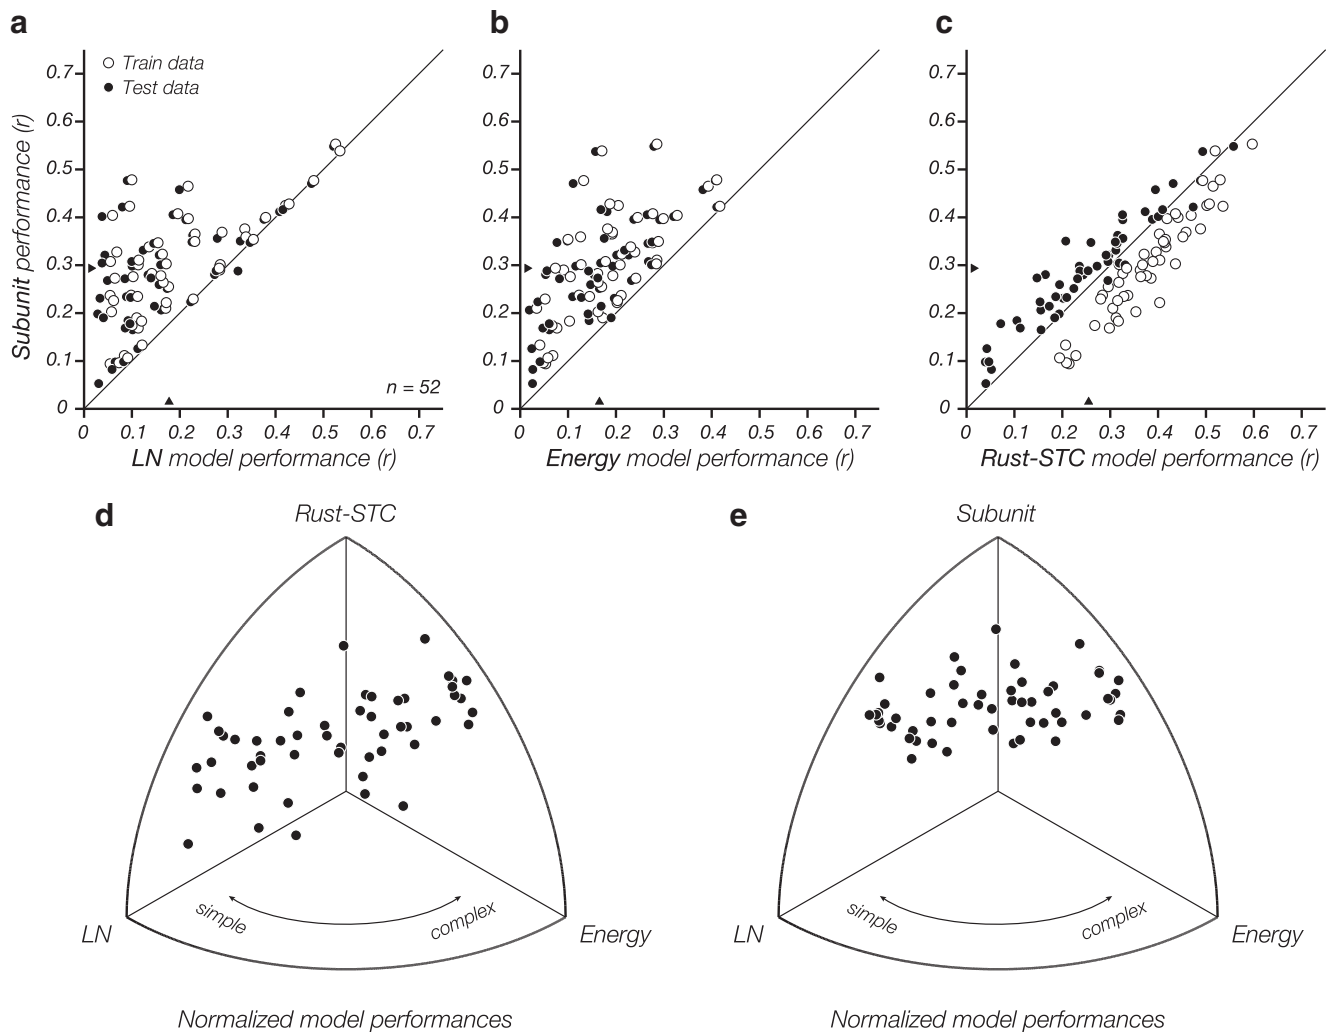 a
b
c
Train data
Test data
Subunit performance (r)
0.7
0.6
0.5
0.4
0.3
0.2
0.1
0
n = 52
0 0.1 0.2 0.3 0.4 0.5 0.6 0.7
LN model performance (r)
0.7
0.6
0.5
0.4
0.3
0.2
0.1
0
0 0.1 0.2 0.3 0.4 0.5 0.6 0.7
Energy model performance (r)
0.7
0.6
0.5
0.4
0.3
0.2
0.1
0
0 0.1 0.2 0.3 0.4 0.5 0.6 0.7
Rust-STC model performance (r)
d
Rust-STC
simple
complex
LN
Energy
Normalized model performances
e
Subunit
simple
complex
LN
Energy
Normalized model performances